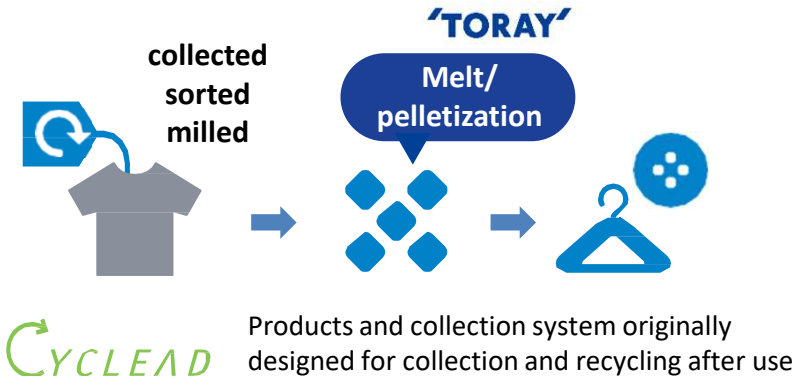 'TORAY'
collected
sorted
milled
Melt/
pelletization
CYCLEAD
Products and collection system originally
designed for collection and recycling after use